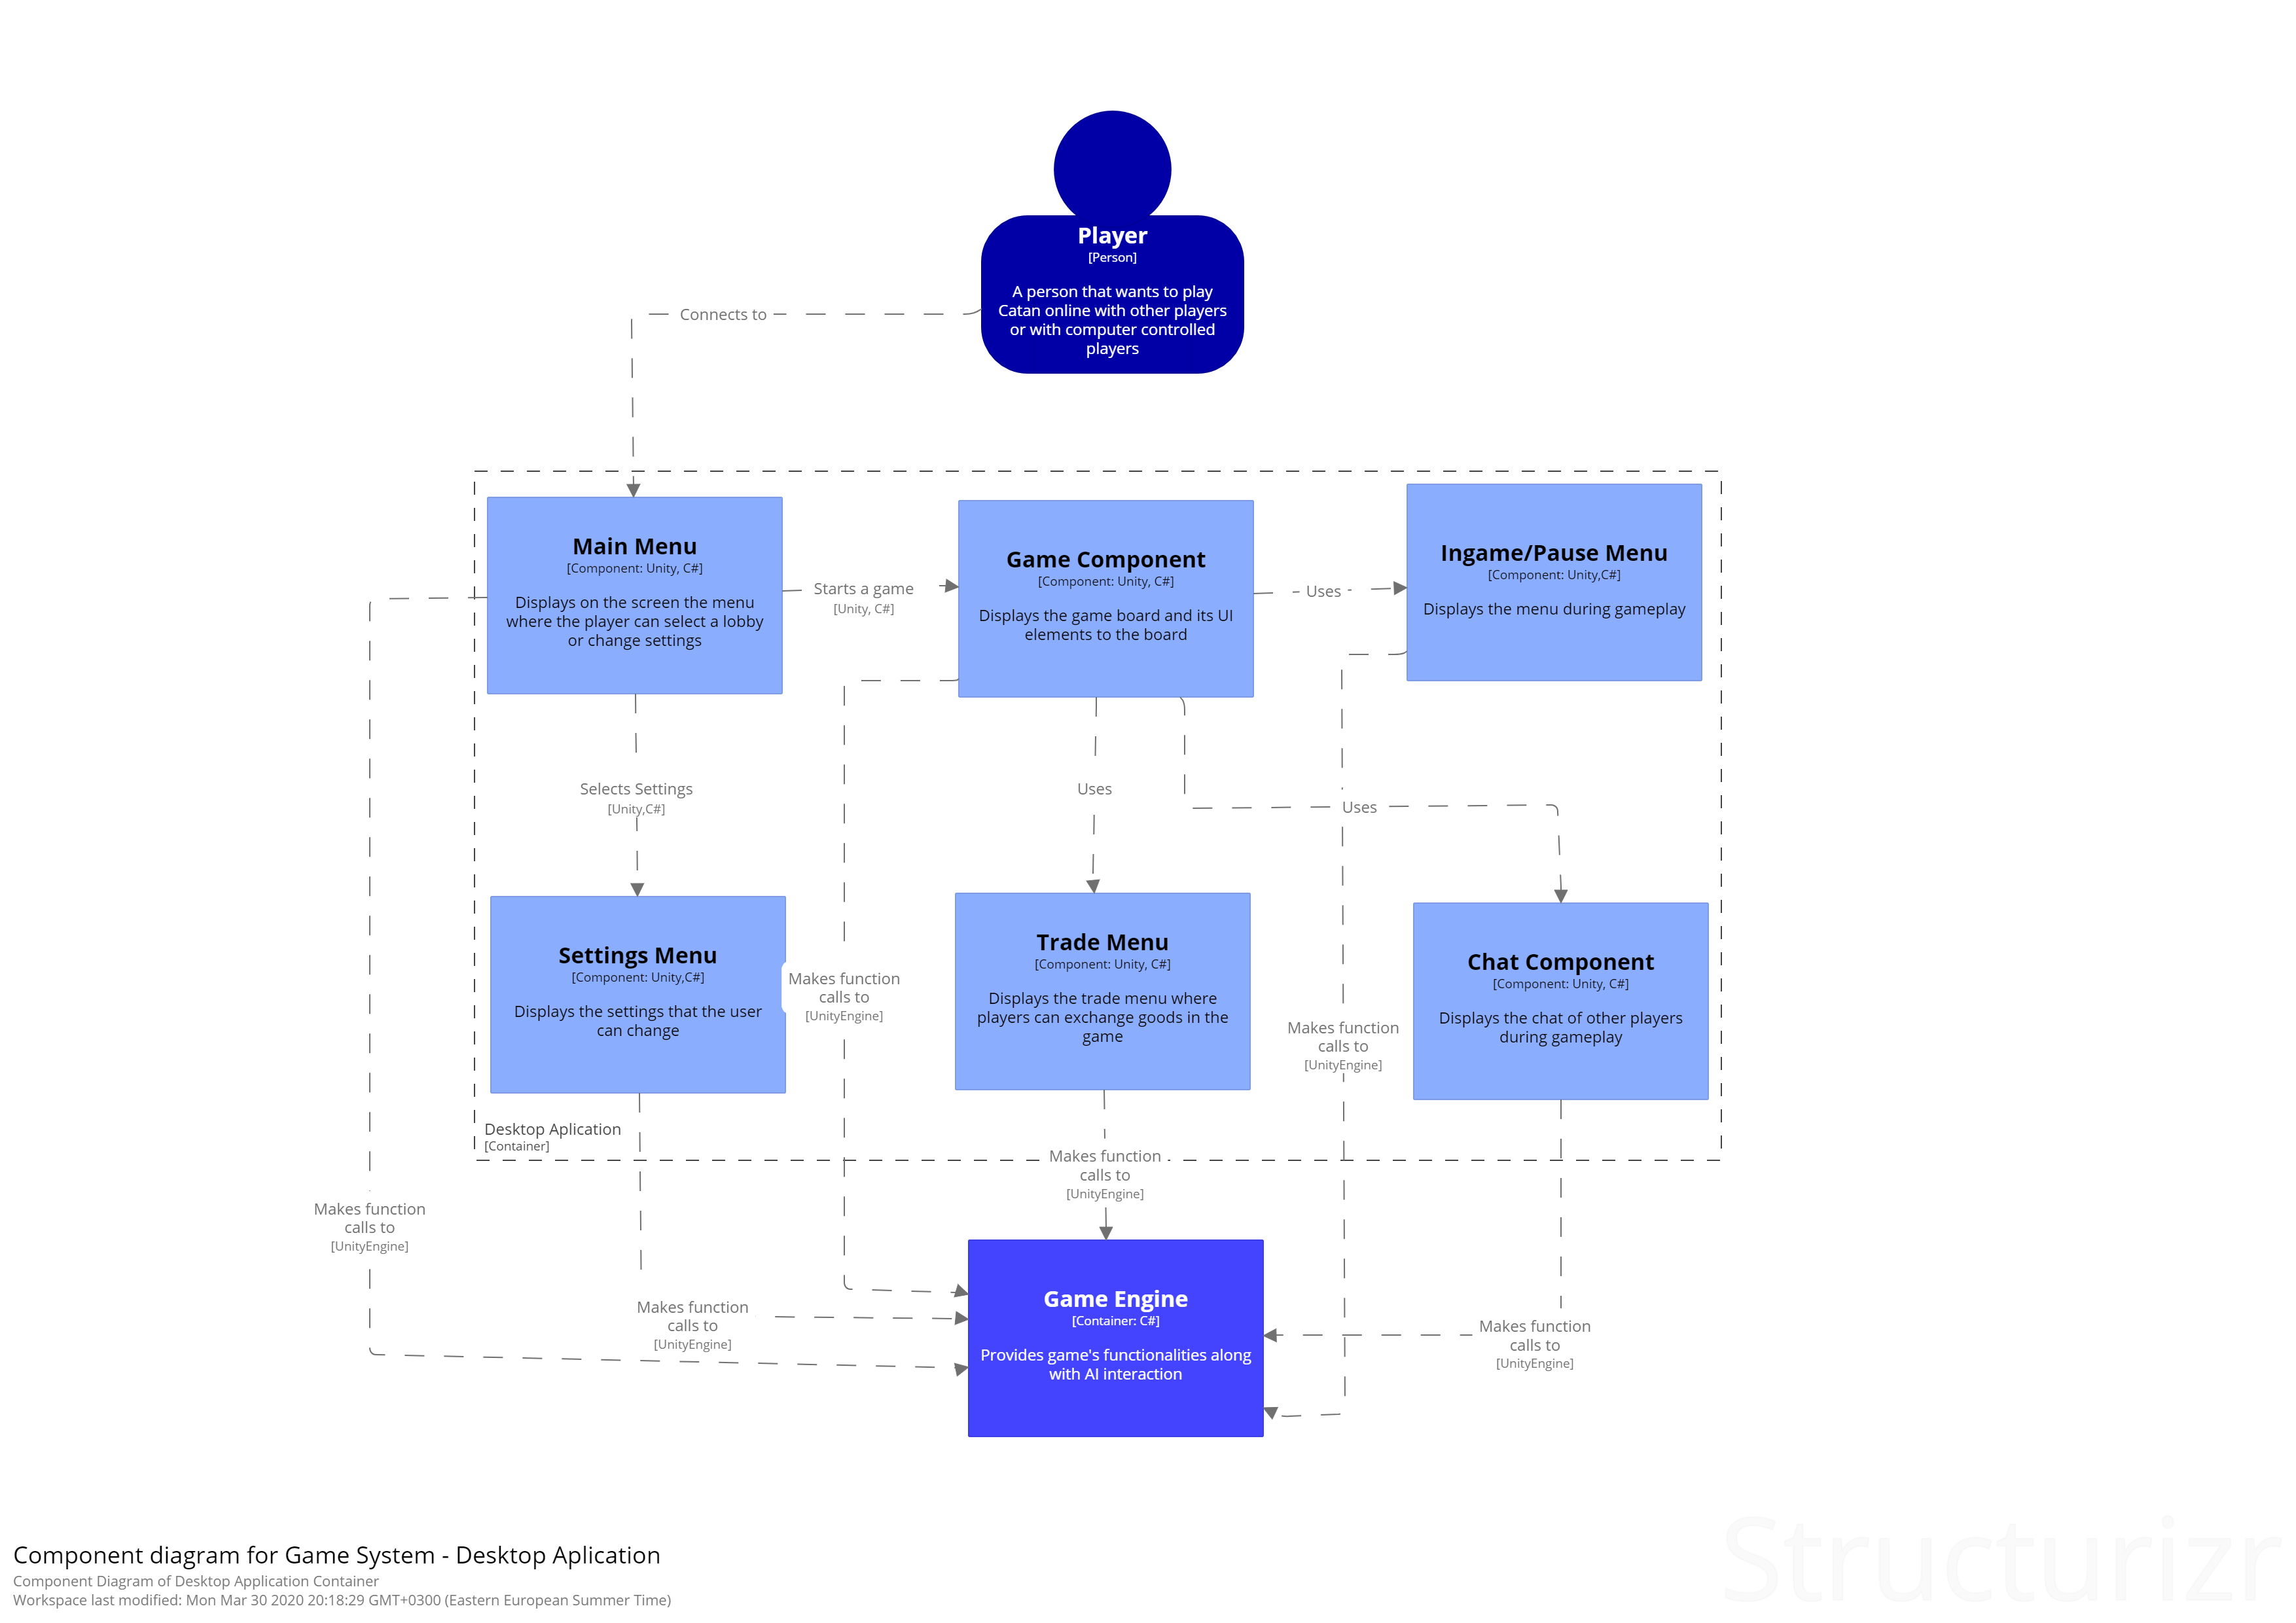 Player
[Person]
A person that wants to play
Catan online with other players
or with computer controlled
players
Connects to
Main Menu
[Component: Unity, C#]
Displays on the screen the menu
where the player can select a lobby
or change settings
Starts a game
[Unity, C#]
Game Component
[Component: Unity, C#]
Displays the game board and its UI
elements to the board
Uses
Ingame/Pause Menu
[Component: Unity,C#]
Displays the menu during gameplay
Selects Settings
[Unity,C#]
Uses
Uses
Settings Menu
[Component: Unity,C#]
Displays the settings that the user
can change
Makes function
calls to
[UnityEngine]
Trade Menu
[Component: Unity, C#]
Displays the trade menu where
players can exchange goods in the
game
Makes function
calls to
[UnityEngine]
Chat Component
[Component: Unity, C#]
Displays the chat of other players
during gameplay
Desktop Aplication
[Container]
Makes function
calls to
[UnityEngine]
Makes function
calls to
[UnityEngine]
Makes function
calls to
[UnityEngine]
Game Engine
[Container: C#]
Provides game's functionalities along
with AI interaction
Makes function
calls to
[UnityEngine]
Component diagram for Game System - Desktop Aplication
Component Diagram of Desktop Application Container
Workspace last modified: Mon Mar 30 2020 20:18:29 GMT+0300 (Eastern European Summer Time)
Structurizr